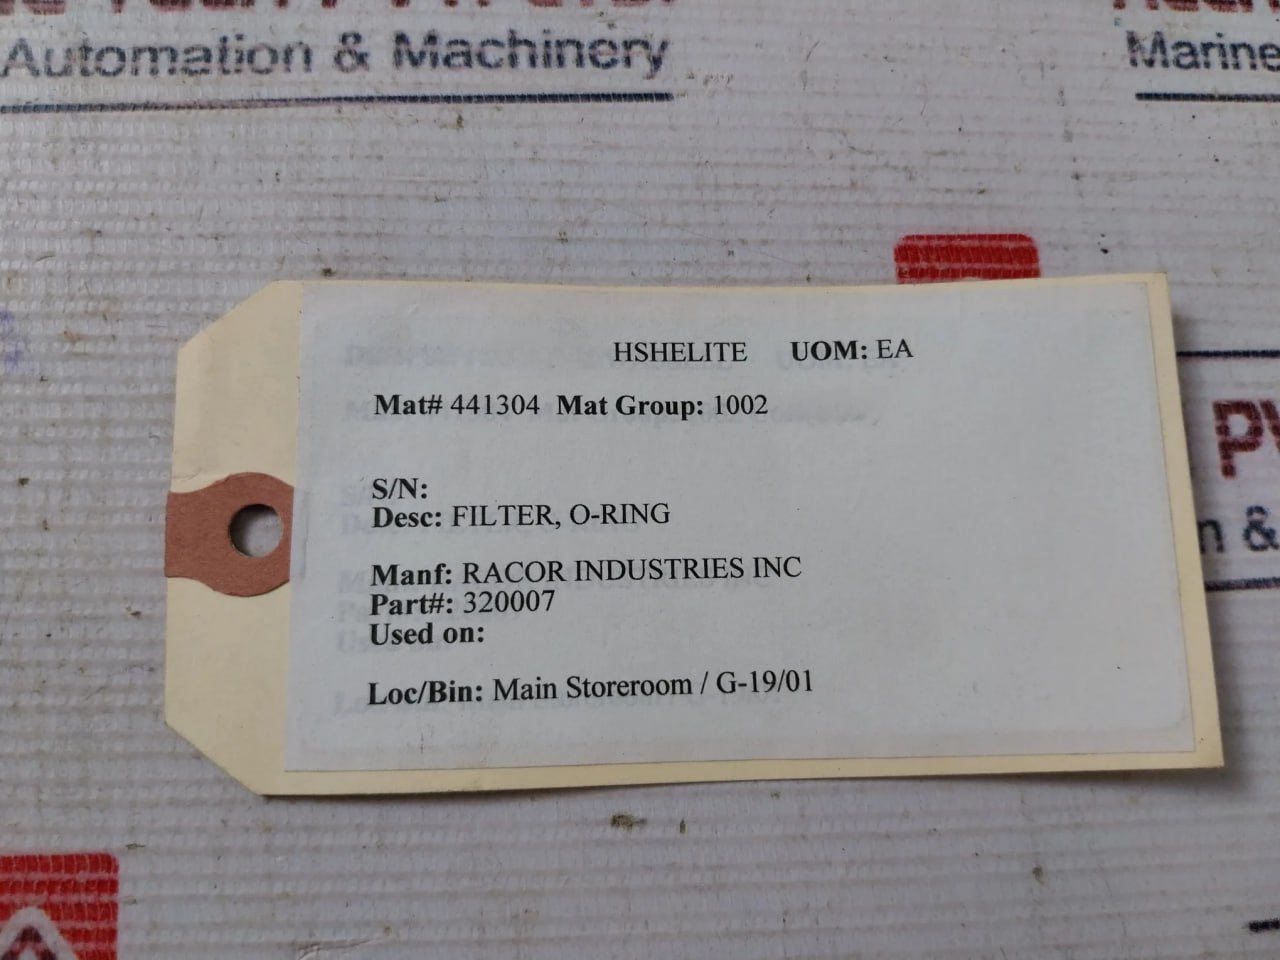 Automation & Machinery
Marine
HSHELITE UOM: EA
Mat# 441304 Mat Group: 1002
S/N:
Desc: FILTER, O-RING
Manf: RACOR INDUSTRIES INC
Part#: 320007
Used on:
Loc/Bin: Main Storeroom / G-19/01
&